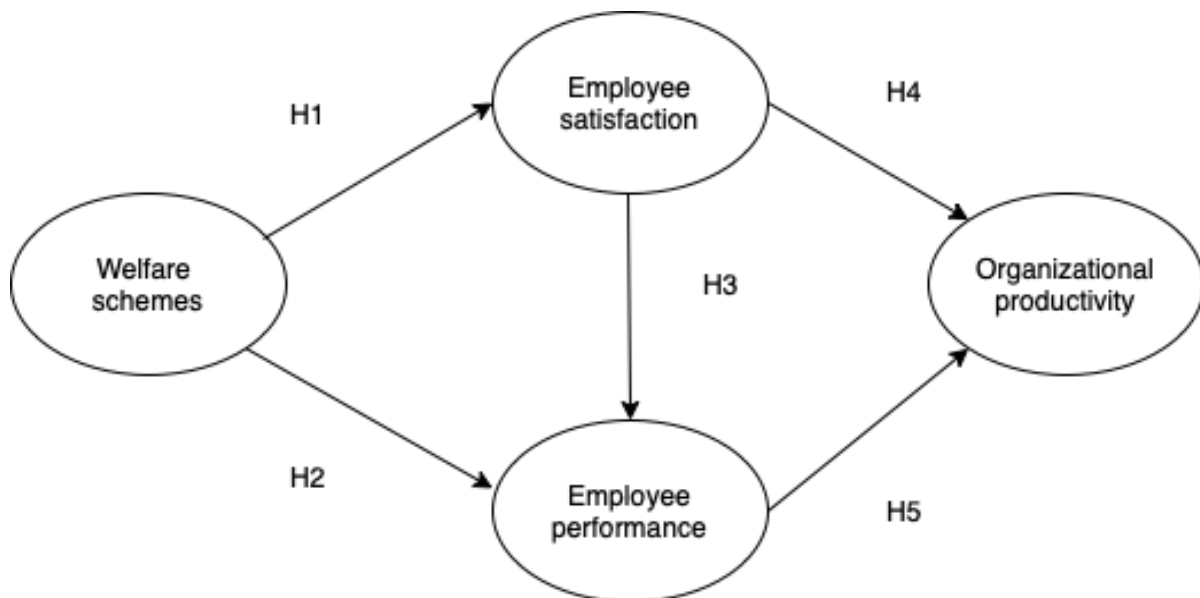 Employee
satisfaction
H4
H1
Welfare
schemes
H3
Organizational
productivity
H2
Employee
performance
H5